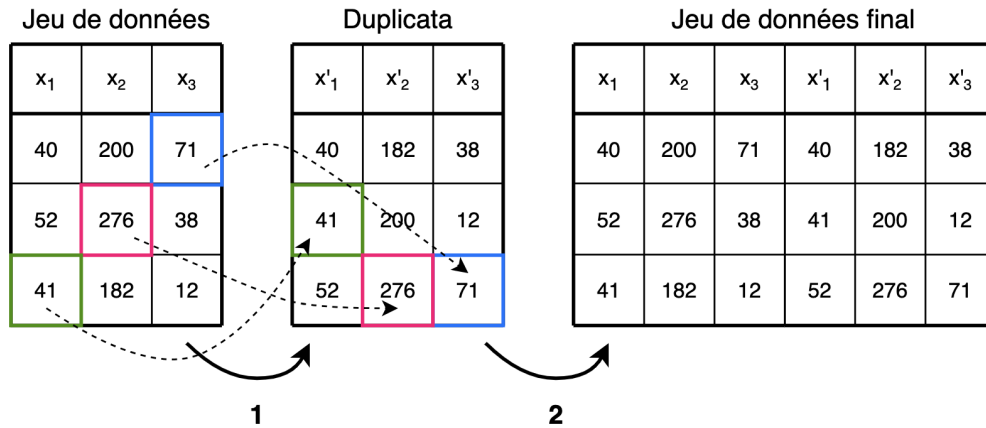 Jeu de données Duplicata Jeu de données final
x₁ x₂ x₃ x'₁ x'₂ x'₃ x₁ x₂ x₃ x'₁ x'₂ x'₃
40 200 71 40 182 38 40 200 71 40 182 38
52 276 38 41 200 12 52 276 38 41 200 12
41 182 12 52 276 71 41 182 12 52 276 71
1 2